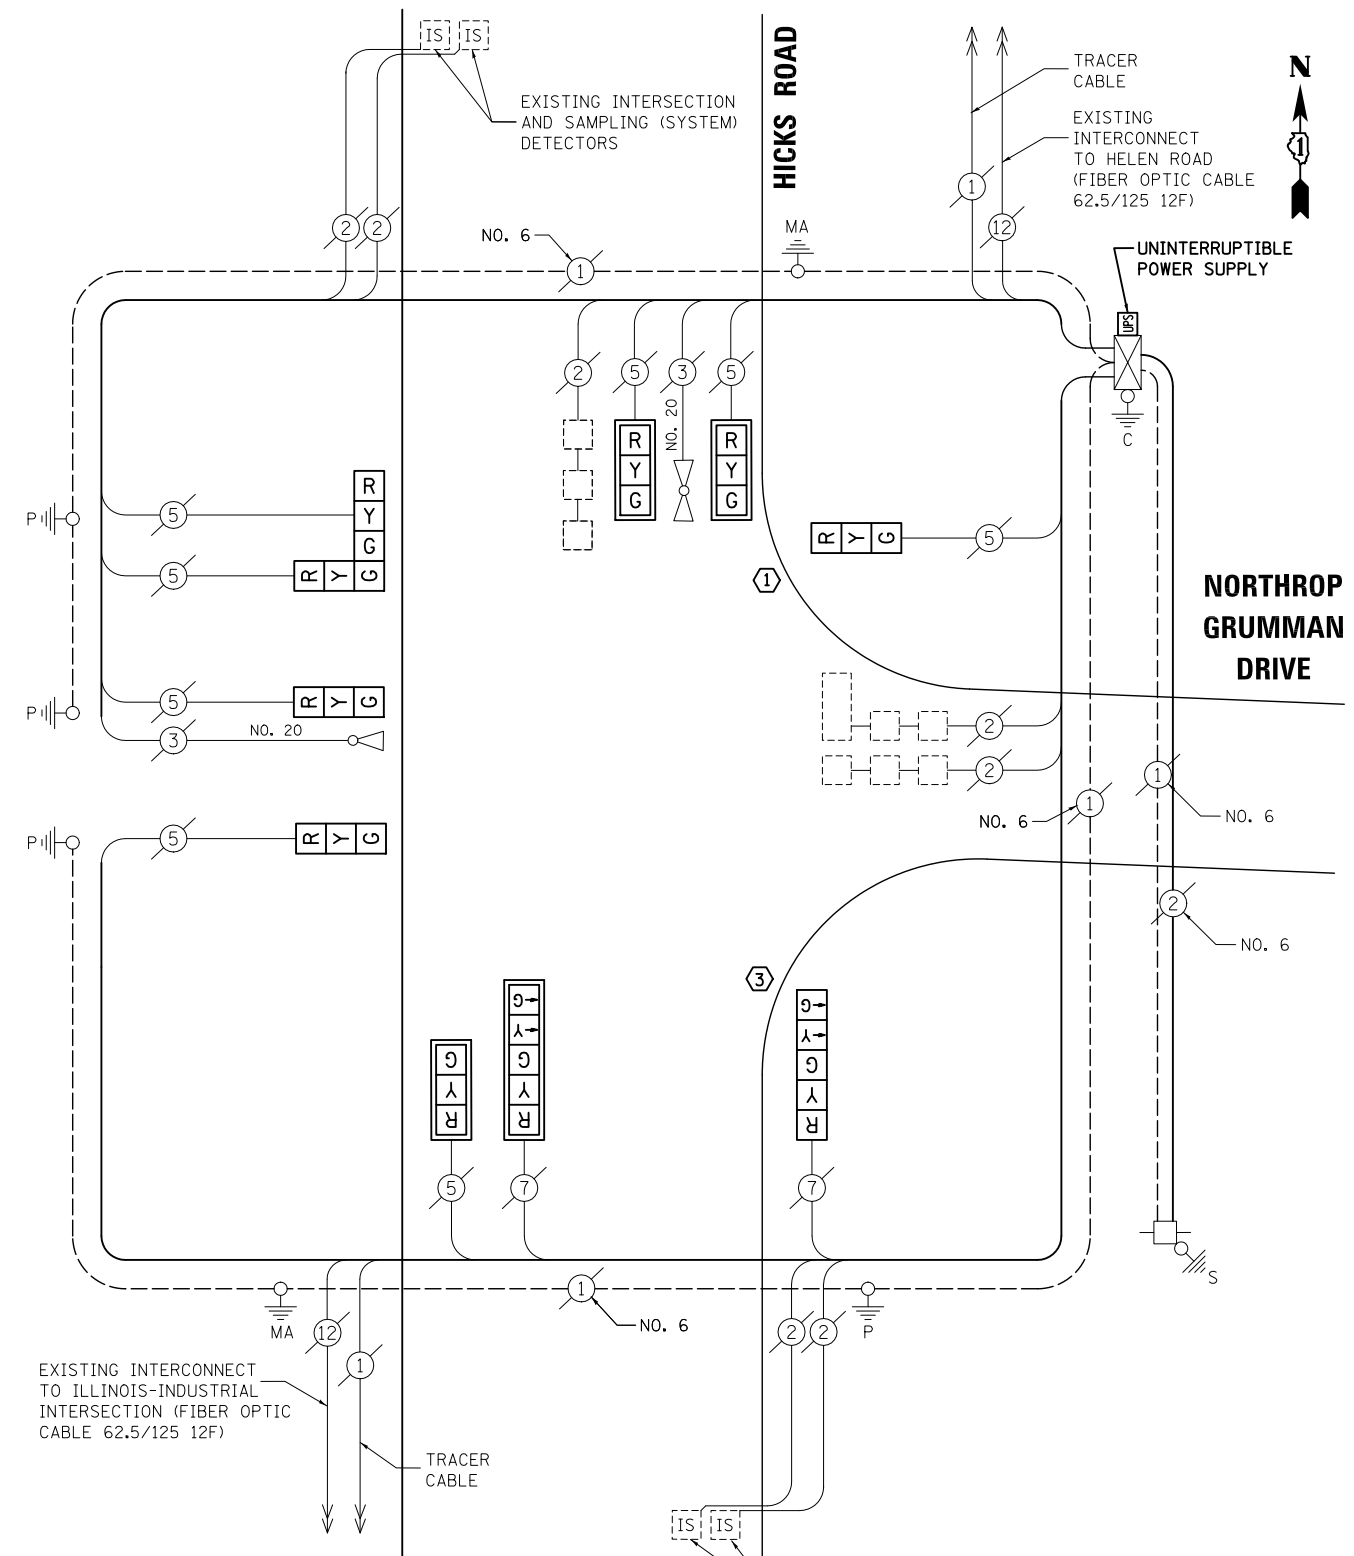 IS IS
EXISTING INTERSECTION
AND SAMPLING (SYSTEM)
DETECTORS
HICKS ROAD
TRACER
CABLE
EXISTING
INTERCONNECT
TO HELEN ROAD
(FIBER OPTIC CABLE
62.5/125 12F)
N
1
1
12
2 2
NO. 6
1
MA
UNINTERRUPTIBLE
POWER SUPPLY
UPS
C
2 5 3 5
NO. 20
R Y G
R Y G
P
5
R Y G
5
R Y G
R Y G
5
1
NORTHROP
GRUMMAN
DRIVE
P
5
R Y G
3
NO. 20
2
2
1
NO. 6
1
NO. 6
P
5
R Y G
2
NO. 6
3
G Y R
G Y G Y R
G Y G Y R
5
7
7
MA
1
NO. 6
P
S
12
1
2 2
EXISTING INTERCONNECT
TO ILLINOIS-INDUSTRIAL
INTERSECTION (FIBER OPTIC
CABLE 62.5/125 12F)
TRACER
CABLE
IS IS